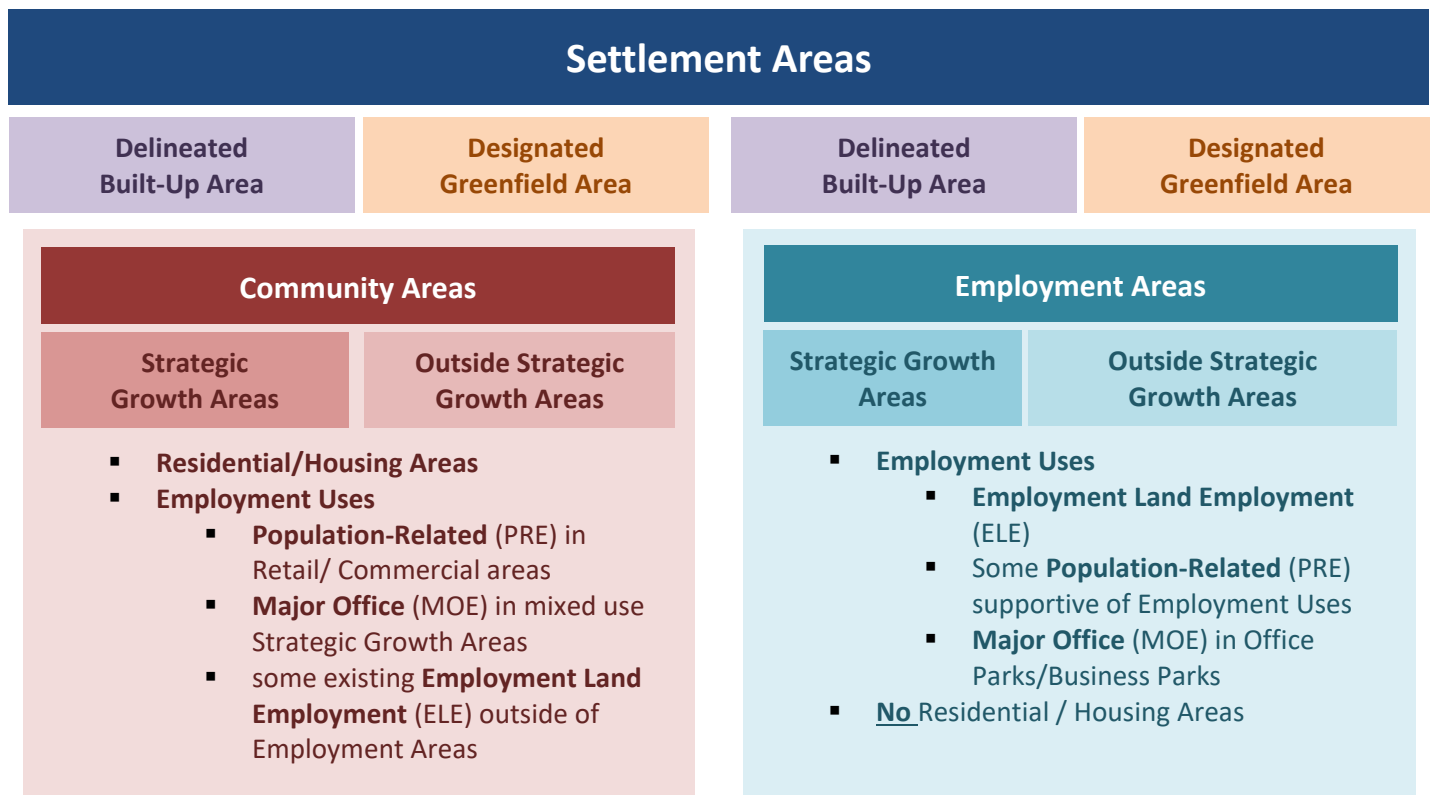 Settlement Areas
Delineated
Built-Up Area
Designated
Greenfield Area
Delineated
Built-Up Area
Designated
Greenfield Area
Community Areas
Strategic
Growth Areas
Outside Strategic
Growth Areas
▪ Residential/Housing Areas
▪ Employment Uses
▪ Population-Related (PRE) in
Retail/ Commercial areas
▪ Major Office (MOE) in mixed use
Strategic Growth Areas
▪ some existing Employment Land
Employment (ELE) outside of
Employment Areas
Employment Areas
Strategic Growth
Areas
Outside Strategic
Growth Areas
▪ Employment Uses
▪ Employment Land Employment
(ELE)
▪ Some Population-Related (PRE)
supportive of Employment Uses
▪ Major Office (MOE) in Office
Parks/Business Parks
▪ No Residential / Housing Areas